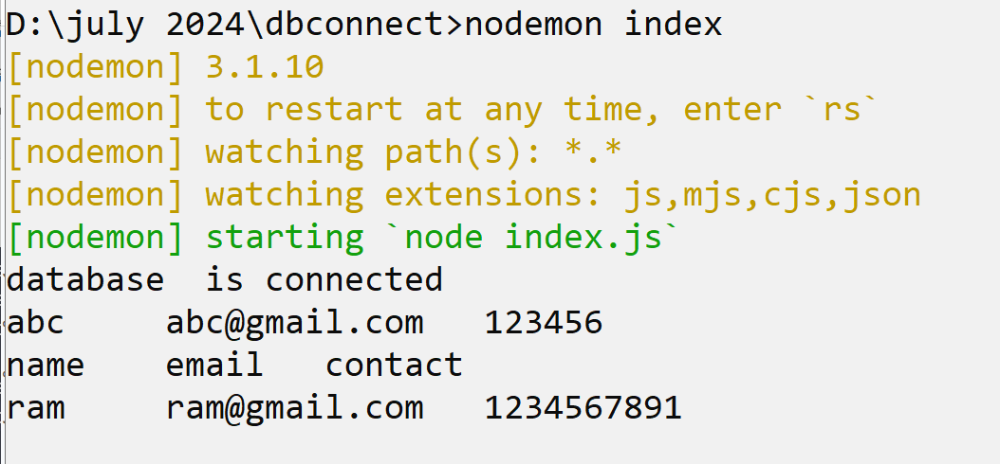 D:\july 2024\dbconnect>nodemon index
[nodemon] 3.1.10
[nodemon] to restart at any time, enter `rs`
[nodemon] watching path(s): *.*
[nodemon] watching extensions: js,mjs,cjs,json
[nodemon] starting `node index.js`
database  is connected
abc     abc@gmail.com   123456
name    email   contact
ram     ram@gmail.com   1234567891